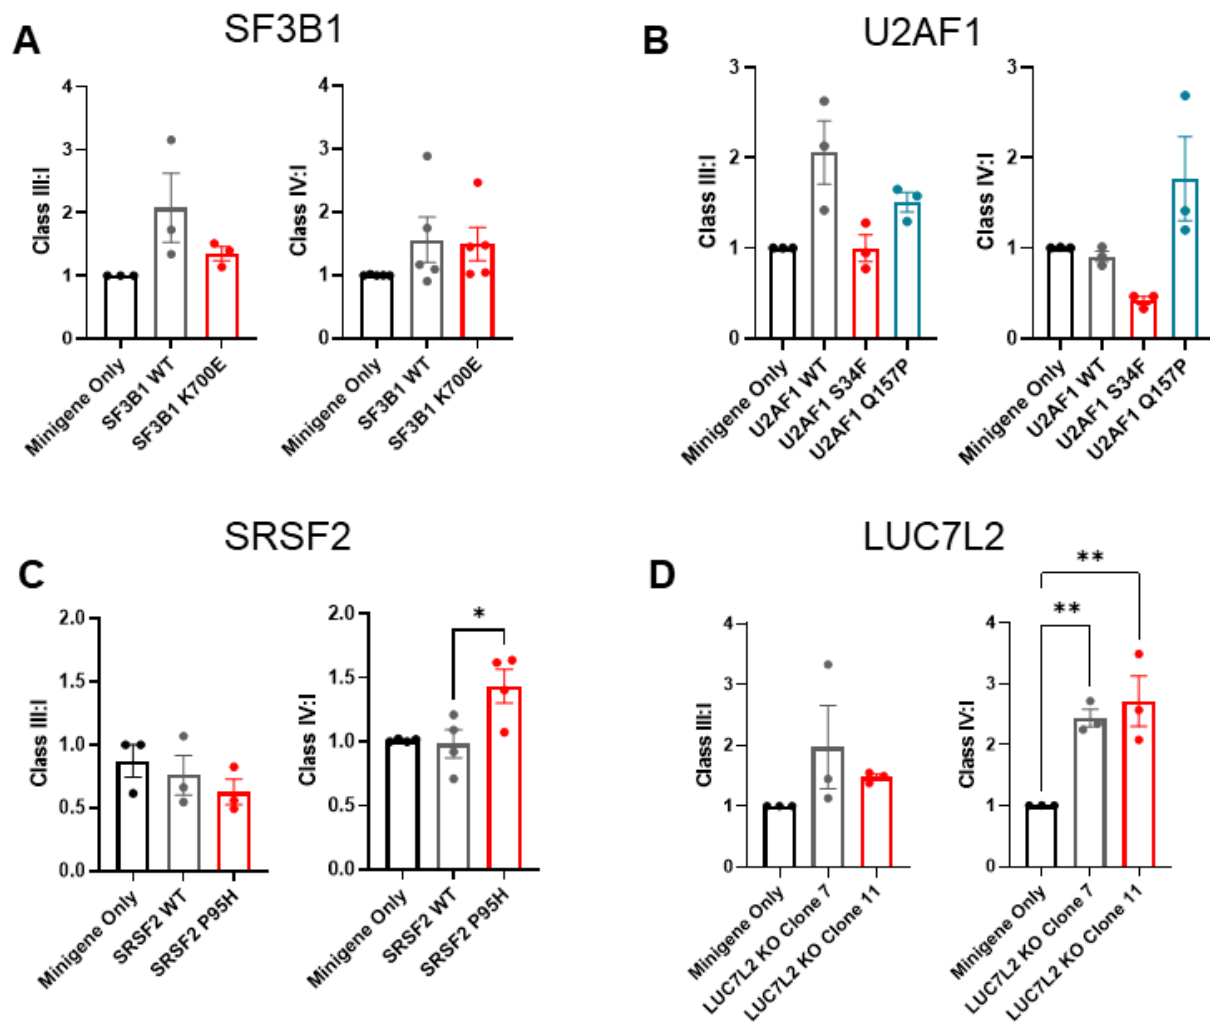 A
SF3B1
Class III:I
4
3
2
1
0
Minigene Only
SF3B1 WT
SF3B1 K700E
Class IV:I
4
3
2
1
0
Minigene Only
SF3B1 WT
SF3B1 K700E
B
U2AF1
Class III:I
3
2
1
0
Minigene Only
U2AF1 WT
U2AF1 S34F
U2AF1 Q157P
Class IV:I
3
2
1
0
Minigene Only
U2AF1 WT
U2AF1 S34F
U2AF1 Q157P
C
SRSF2
Class III:I
2.0
1.5
1.0
0.5
0.0
Minigene Only
SRSF2 WT
SRSF2 P95H
Class IV:I
2.0
1.5
1.0
0.5
0.0
*
Minigene Only
SRSF2 WT
SRSF2 P95H
D
LUC7L2
Class III:I
4
3
2
1
0
Minigene Only
LUC7L2 KO Clone 7
LUC7L2 KO Clone 11
Class IV:I
4
3
2
1
0
**
**
Minigene Only
LUC7L2 KO Clone 7
LUC7L2 KO Clone 11